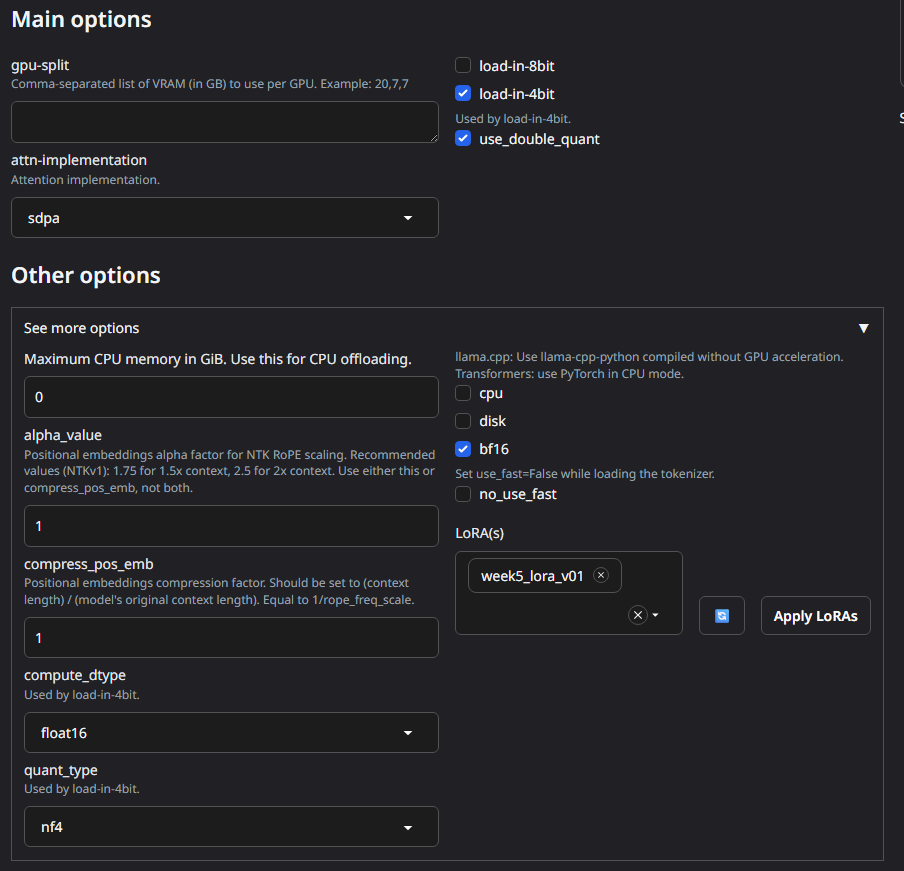 Main options
gpu-split
Comma-separated list of VRAM (in GB) to use per GPU. Example: 20,7,7
attn-implementation
Attention implementation.
sdpa
load-in-8bit
load-in-4bit
Used by load-in-4bit.
use_double_quant
Other options
See more options
▼
Maximum CPU memory in GiB. Use this for CPU offloading.
0
alpha_value
Positional embeddings alpha factor for NTK RoPE scaling. Recommended
values (NTKv1): 1.75 for 1.5x context, 2.5 for 2x context. Use either this or
compress_pos_emb, not both.
1
compress_pos_emb
Positional embeddings compression factor. Should be set to (context
length) / (model's original context length). Equal to 1/rope_freq_scale.
1
compute_dtype
Used by load-in-4bit.
float16
quant_type
Used by load-in-4bit.
nf4
llama.cpp: Use llama-cpp-python compiled without GPU acceleration.
Transformers: use PyTorch in CPU mode.
cpu
disk
bf16
Set use_fast=False while loading the tokenizer.
no_use_fast
LoRA(s)
week5_lora_v01
Apply LoRAs